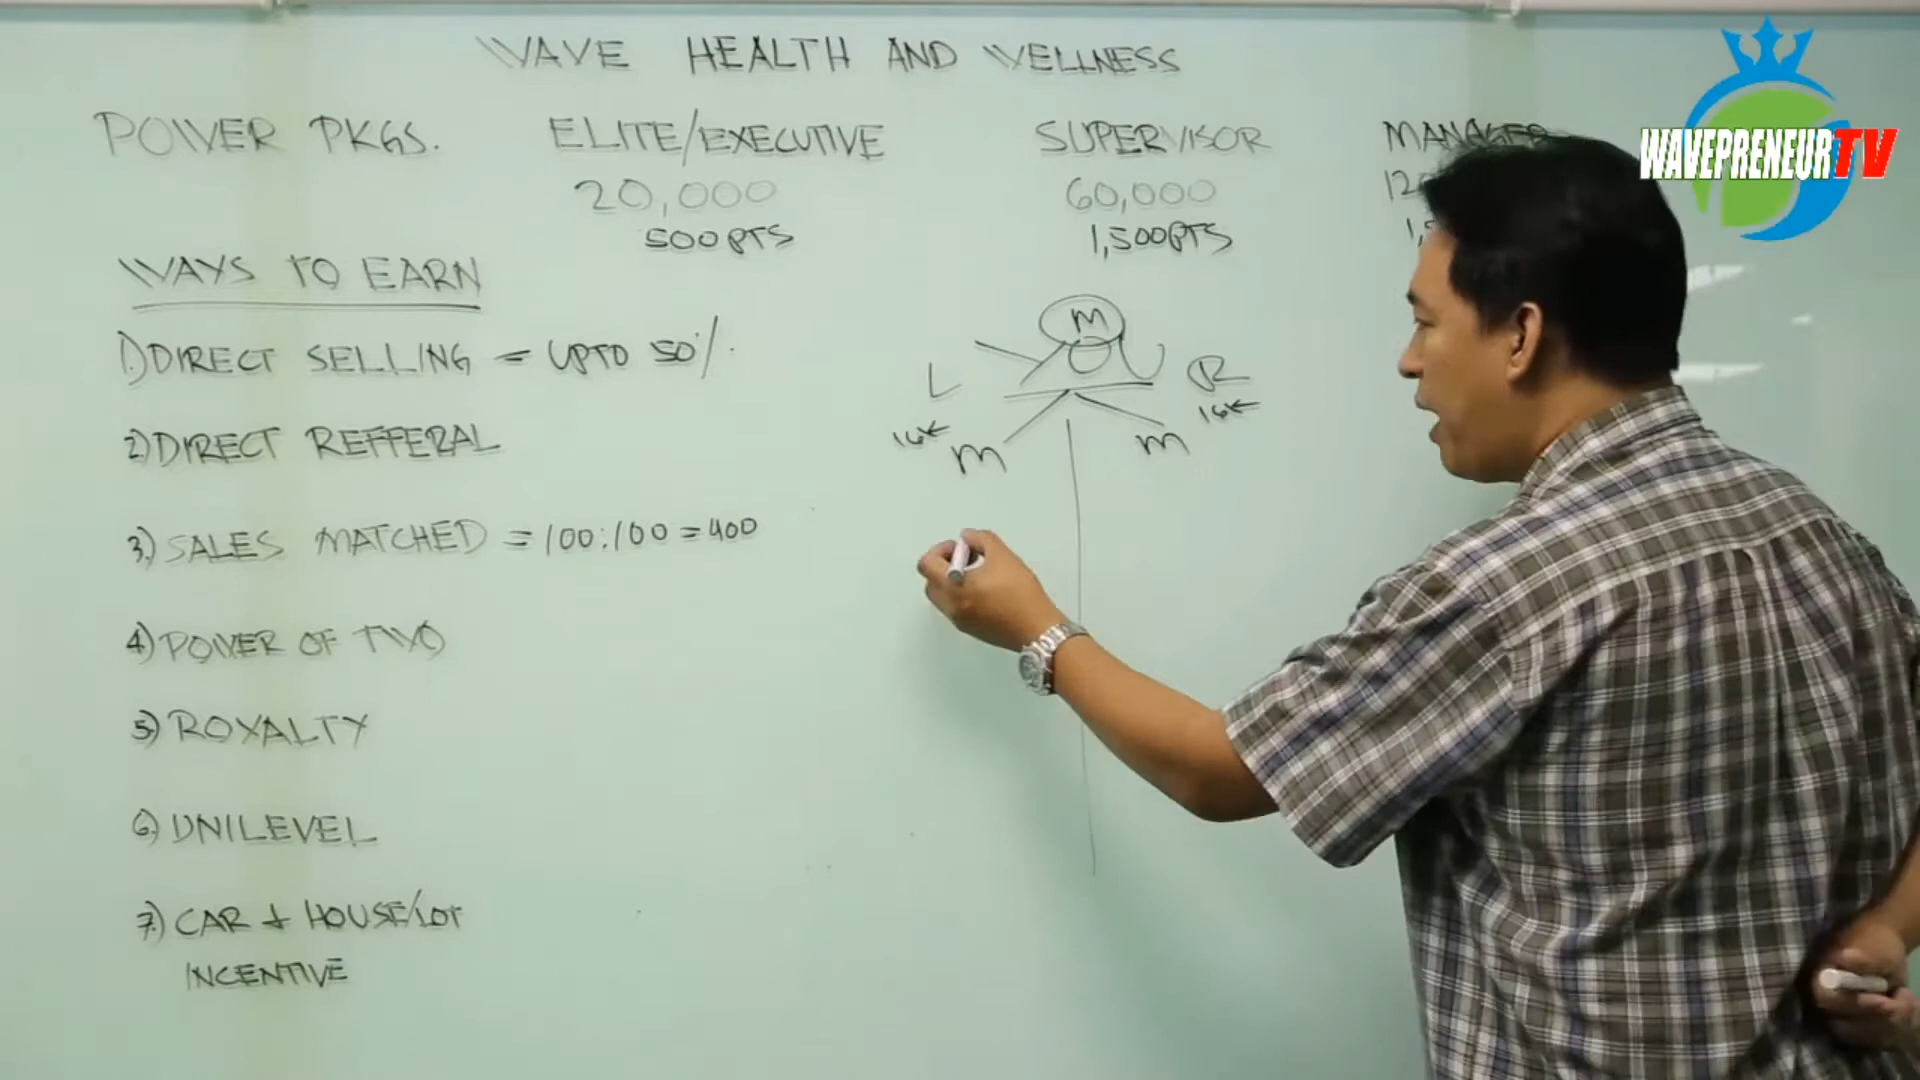 WAVE HEALTH AND WELLNESS
POWER PKGS. ELITE/EXECUTIVE SUPERVISOR MANAGER
20,000 60,000
500PTS 1,500PTS
WAYS TO EARN
1.) DIRECT SELLING = UPTO 50%
2) DIRECT REFFERAL
3.) SALES MATCHED = 100:100 = 400
4) POWER OF TWO
5) ROYALTY
6.) UNILEVEL
7.) CAR & HOUSE/LOT
INCENTIVE
M
L R
16K 16K
M M
WAVEPRENEUR TV